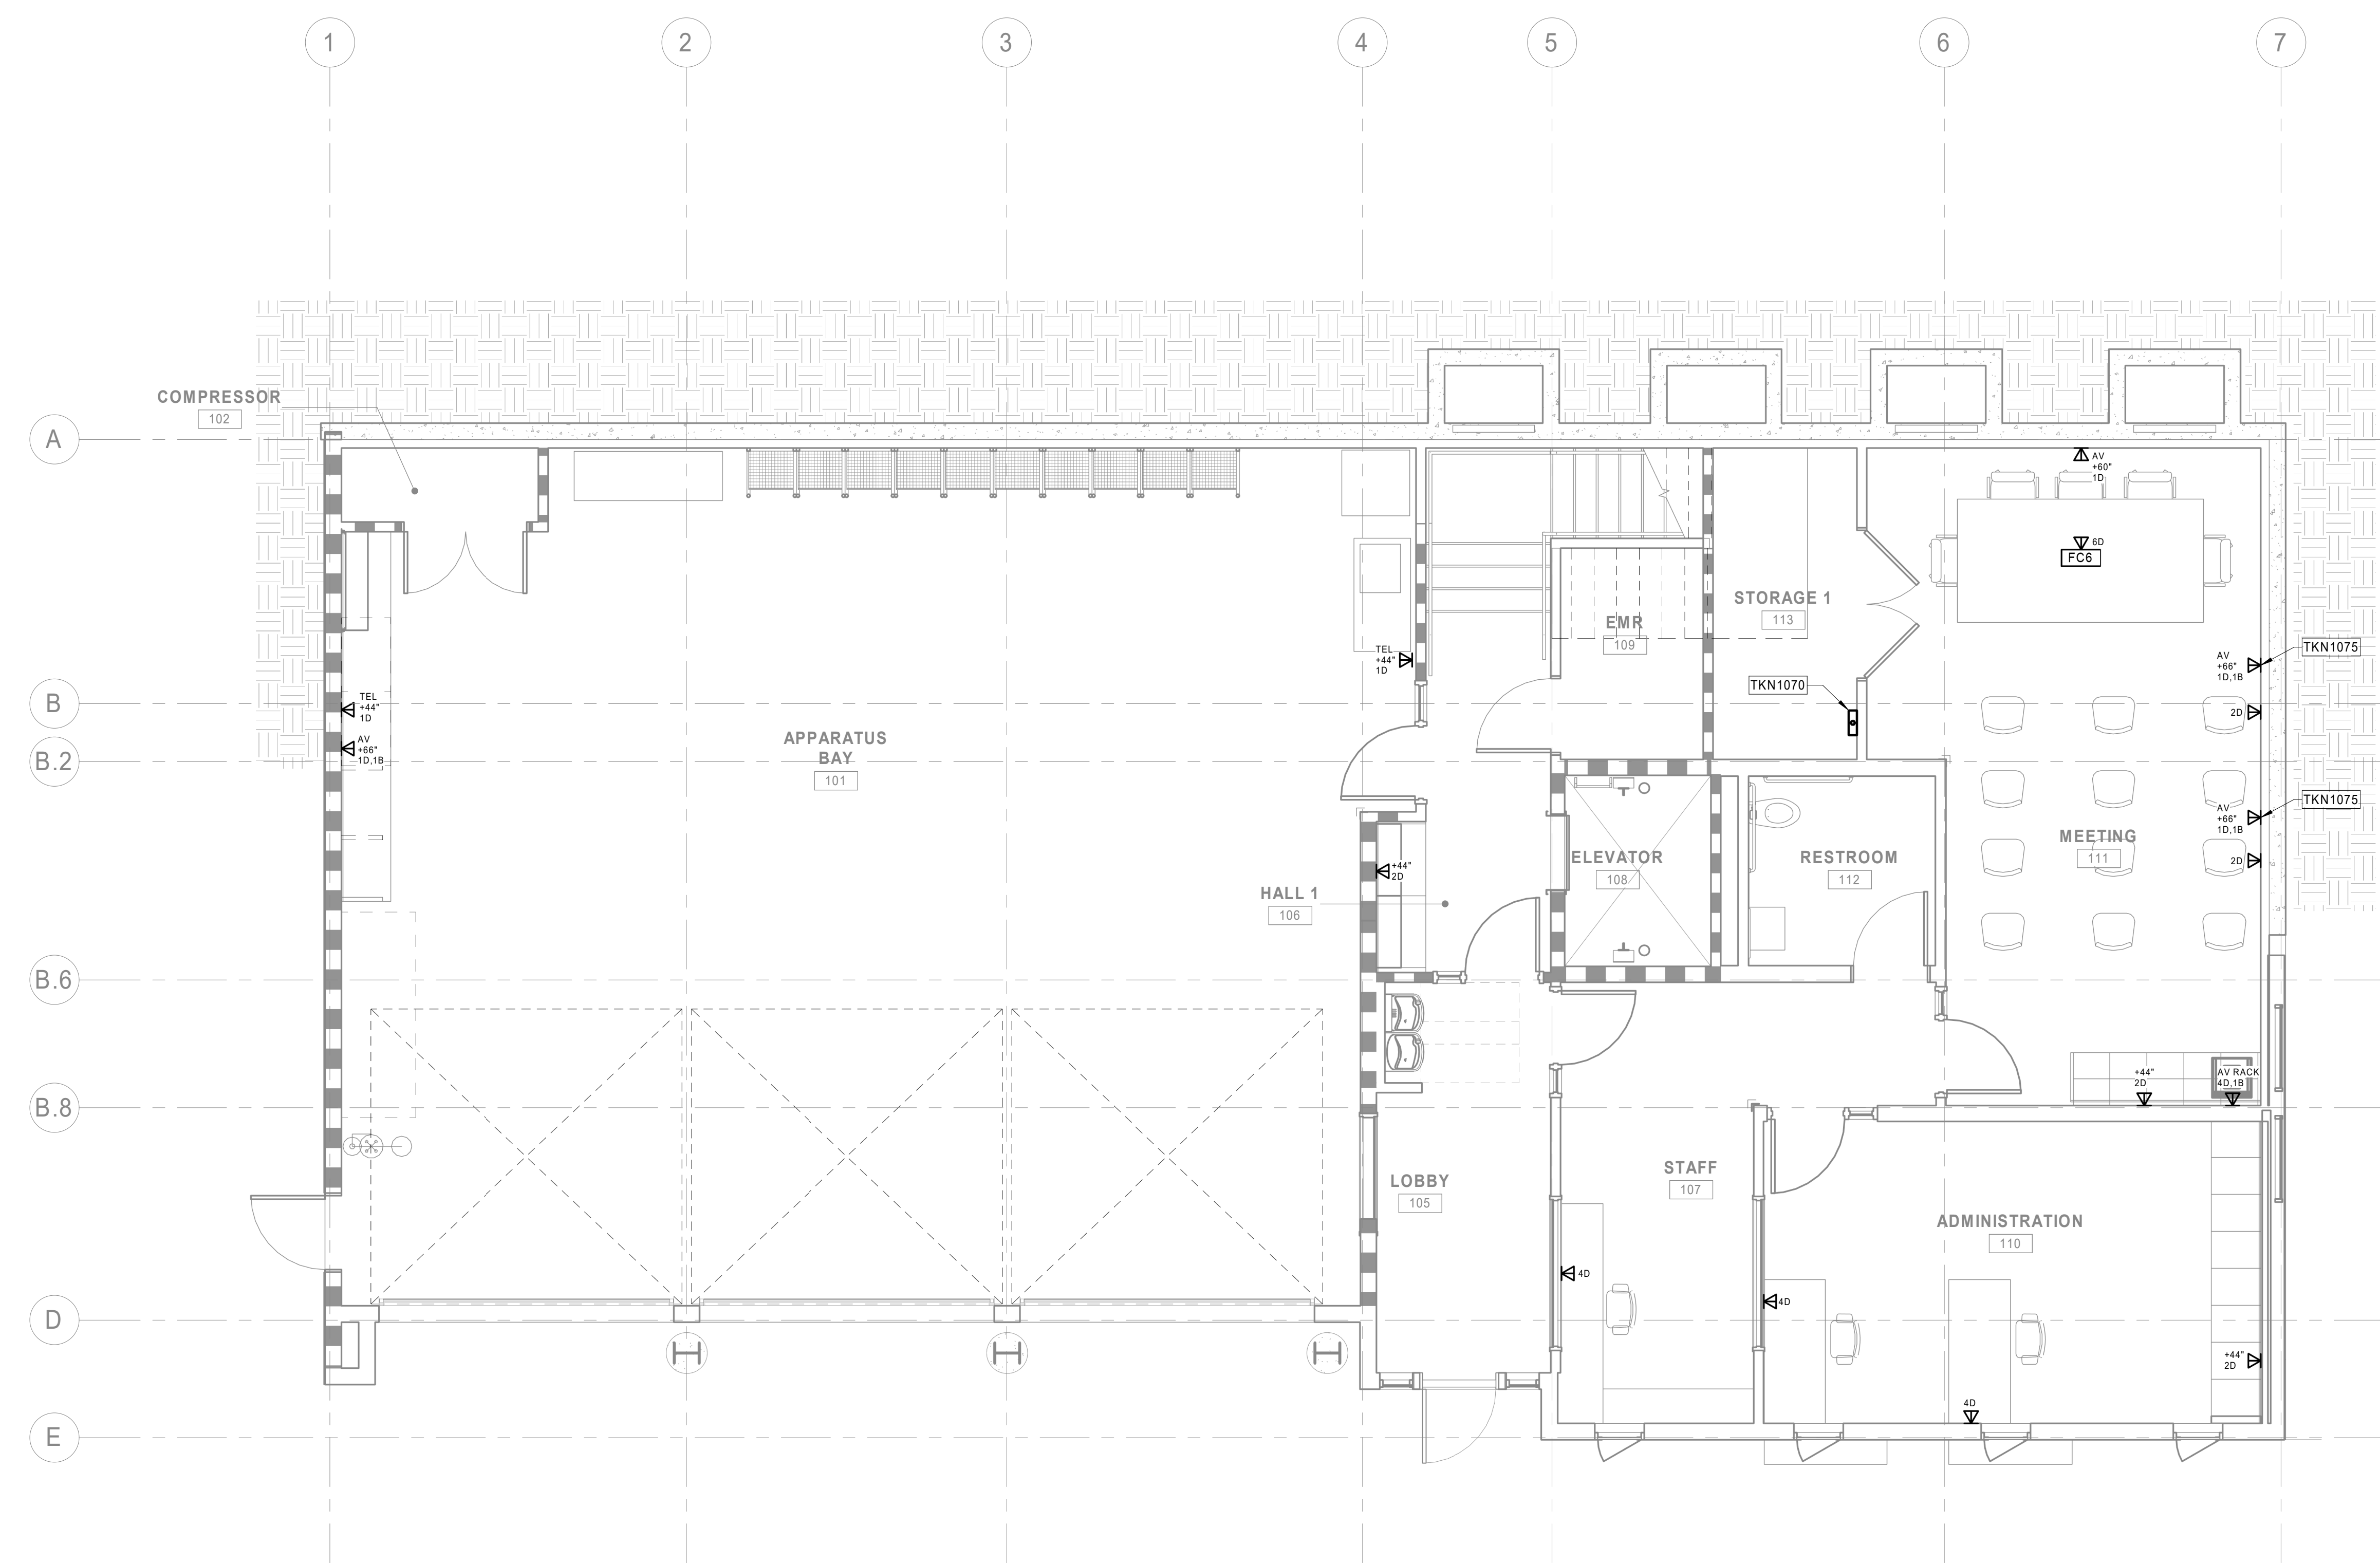 1
2
3
4
5
6
7
COMPRESSOR
102
A
AV
+60"
1D
6D
FC6
STORAGE 1
113
EMR
109
TEL
+44"
1D
TKN1075
AV
+66"
1D,1B
TKN1070
B
TEL
+44"
1D
2D
AV
+66"
1D,1B
APPARATUS
BAY
101
B.2
TKN1075
AV
+66"
1D,1B
MEETING
111
2D
ELEVATOR
108
RESTROOM
112
+44"
2D
HALL 1
106
B.6
+44"
2D
AV RACK
4D,1B
B.8
STAFF
107
LOBBY
105
ADMINISTRATION
110
4D
4D
D
+44"
2D
4D
E